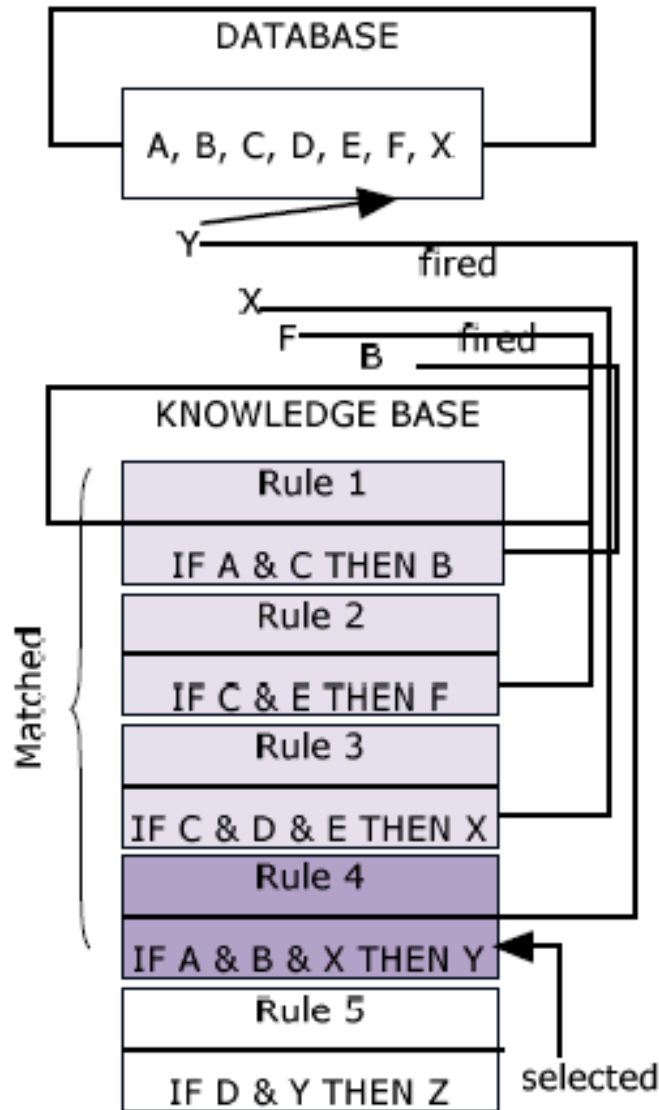 DATABASE
A, B, C, D, E, F, X
Y
fired
X
F
fired
B
KNOWLEDGE BASE
Rule 1
IF A & C THEN B
Rule 2
IF C & E THEN F
Matched
Rule 3
IF C & D & E THEN X
Rule 4
IF A & B & X THEN Y
Rule 5
selected
IF D & Y THEN Z